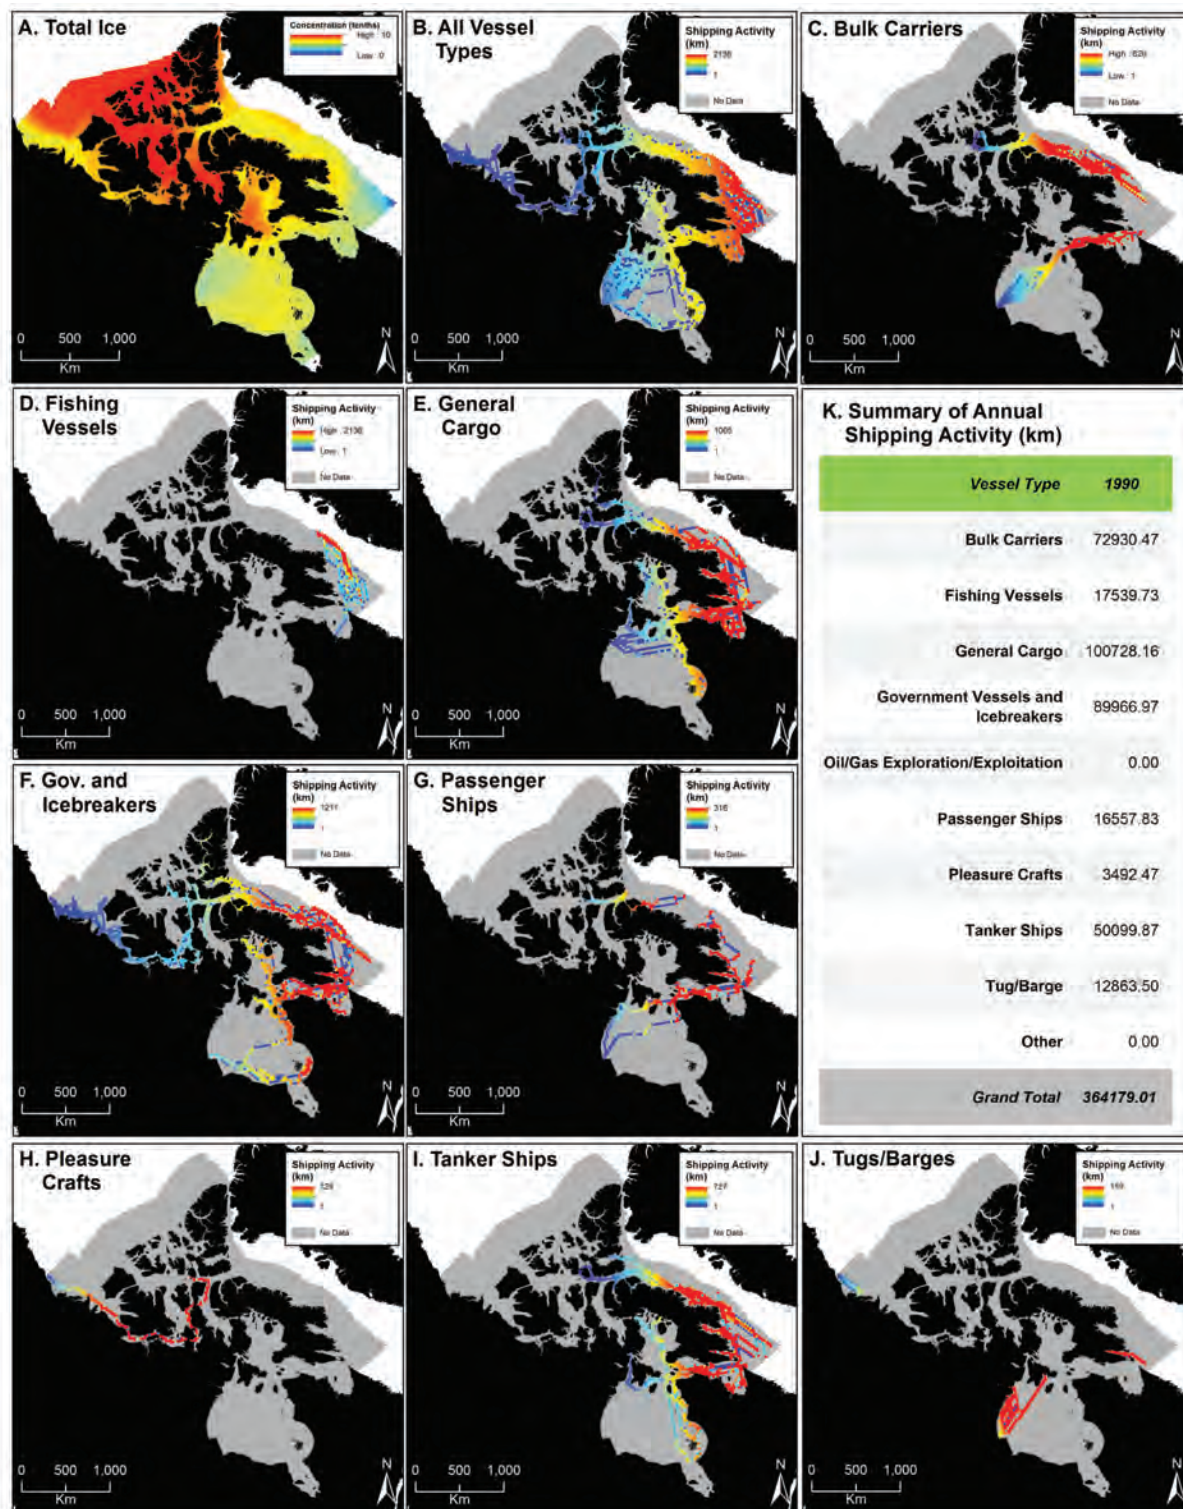 A. Total Ice
Concentration (tenths)
High : 10
Low : 0
0 500 1,000
Km
N
B. All Vessel
Types
Shipping Activity
(km)
2136
1
No Data
0 500 1,000
Km
N
C. Bulk Carriers
Shipping Activity
(km)
Low : 1
No Data
0 500 1,000
Km
N
D. Fishing
Vessels
Shipping Activity
(km)
High : 2136
Low : 1
No Data
0 500 1,000
Km
N
E. General
Cargo
Shipping Activity
(km)
1
No Data
0 500 1,000
Km
N
K. Summary of Annual
Shipping Activity (km)
Vessel Type 1990
Bulk Carriers 72930.47
Fishing Vessels 17539.73
General Cargo 100728.16
Government Vessels and
Icebreakers 89966.97
Oil/Gas Exploration/Exploitation 0.00
Passenger Ships 16557.83
Pleasure Crafts 3492.47
Tanker Ships 50099.87
Tug/Barge 12863.50
Other 0.00
Grand Total 364179.01
F. Gov. and
Icebreakers
Shipping Activity
(km)
1211
1
No Data
0 500 1,000
Km
N
G. Passenger
Ships
Shipping Activity
(km)
316
1
No Data
0 500 1,000
Km
N
H. Pleasure
Crafts
Shipping Activity
(km)
1
No Data
0 500 1,000
Km
N
I. Tanker Ships
Shipping Activity
(km)
727
1
No Data
0 500 1,000
Km
N
J. Tugs/Barges
Shipping Activity
(km)
1
No Data
0 500 1,000
Km
N